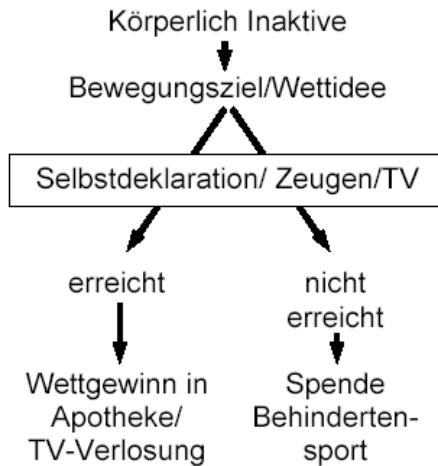 Körperlich Inaktive
Bewegungsziel/Wettidee
Selbstdeklaration/ Zeugen/TV
erreicht
nicht
erreicht
Wettgewinn in
Apotheke/
TV-Verlosung
Spende
Behinderten-
sport